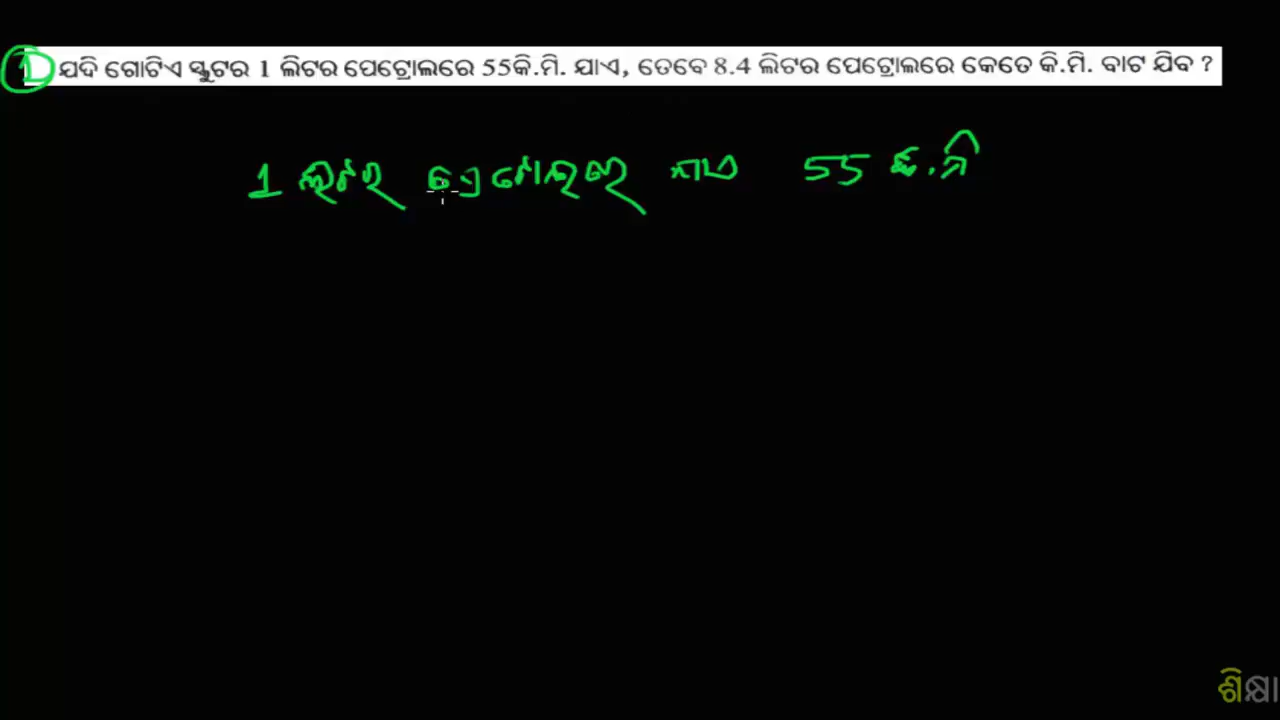 1 ଯଦି ଗୋଟିଏ ସ୍କୁଟର 1 ଲିଟର ପେଟ୍ରୋଲରେ 55କି.ମି. ଯାଏ, ତେବେ 8.4 ଲିଟର ପେଟ୍ରୋଲରେ କେତେ କି.ମି. ବାଟ ଯିବ ?
1 ଲିଟର ପେଟ୍ରୋଲରେ ଯାଏ 55 କି.ମି
ଶିକ୍ଷା